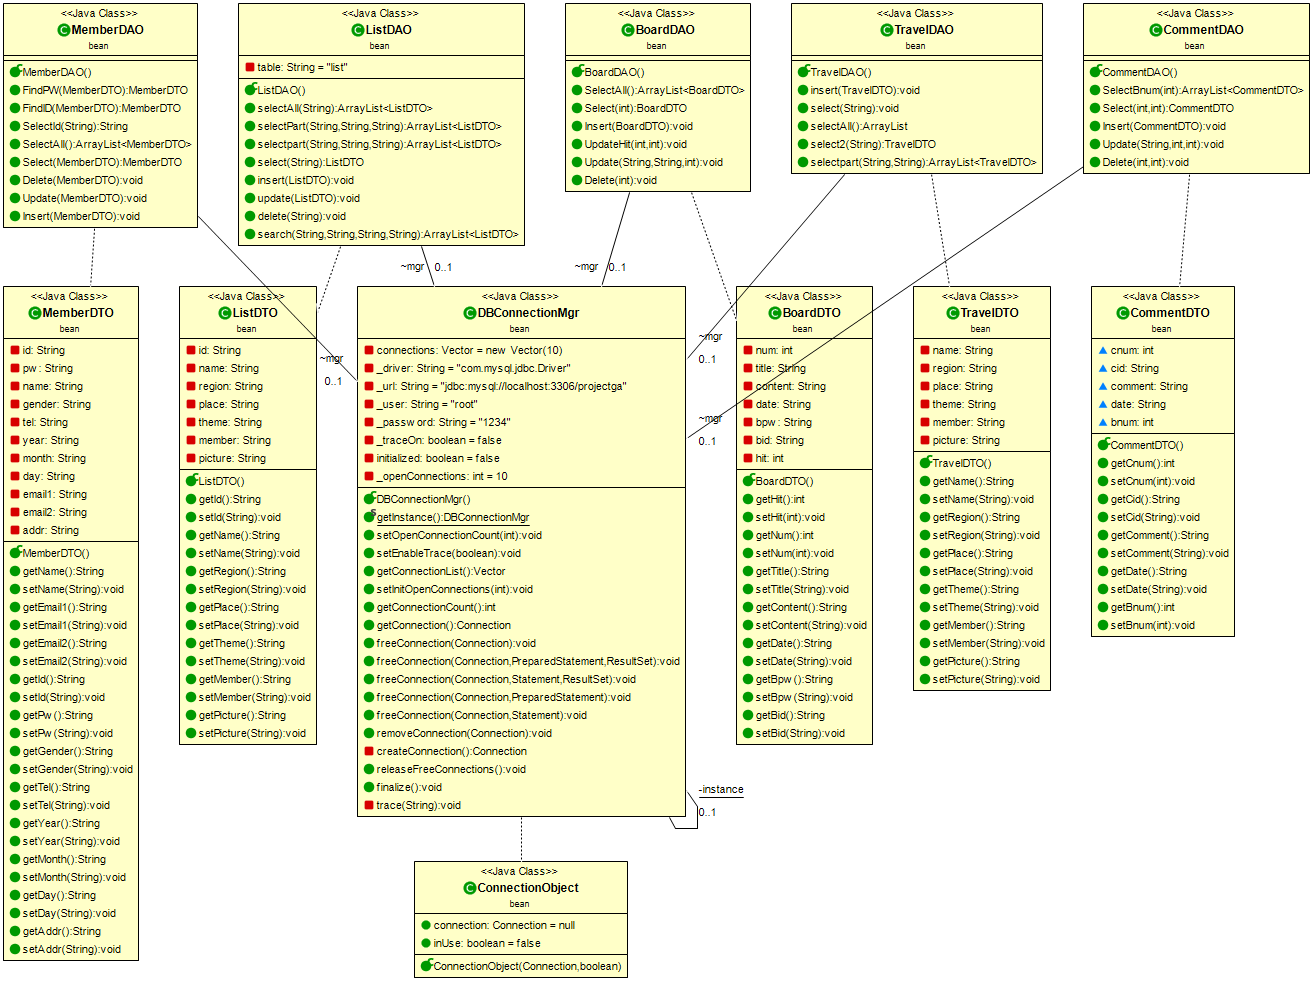 <<Java Class>>
MemberDAO
bean
MemberDAO()
FindPW(MemberDTO):MemberDTO
FindID(MemberDTO):MemberDTO
SelectId(String):String
SelectAll():ArrayList<MemberDTO>
Select(MemberDTO):MemberDTO
Delete(MemberDTO):void
Update(MemberDTO):void
Insert(MemberDTO):void
<<Java Class>>
ListDAO
bean
table: String = "list"
ListDAO()
selectAll(String):ArrayList<ListDTO>
selectPart(String,String,String):ArrayList<ListDTO>
selectpart(String,String,String):ArrayList<ListDTO>
select(String):ListDTO
insert(ListDTO):void
update(ListDTO):void
delete(String):void
search(String,String,String,String):ArrayList<ListDTO>
<<Java Class>>
BoardDAO
bean
BoardDAO()
SelectAll():ArrayList<BoardDTO>
Select(int):BoardDTO
Insert(BoardDTO):void
UpdateHit(int,int):void
Update(String,String,int):void
Delete(int):void
<<Java Class>>
TravelDAO
bean
TravelDAO()
insert(TravelDTO):void
select(String):void
selectAll():ArrayList
select2(String):TravelDTO
selectpart(String,String):ArrayList<TravelDTO>
<<Java Class>>
CommentDAO
bean
CommentDAO()
SelectBnum(int):ArrayList<CommentDTO>
Select(int,int):CommentDTO
Insert(CommentDTO):void
Update(String,int,int):void
Delete(int,int):void
~mgr 0..1
~mgr 0..1
~mgr
0..1
~mgr
0..1
~mgr
0..1
<<Java Class>>
MemberDTO
bean
id: String
pw: String
name: String
gender: String
tel: String
year: String
month: String
day: String
email1: String
email2: String
addr: String
MemberDTO()
getName():String
setName(String):void
getEmail1():String
setEmail1(String):void
getEmail2():String
setEmail2(String):void
getId():String
setId(String):void
getPw():String
setPw(String):void
getGender():String
setGender(String):void
getTel():String
setTel(String):void
getYear():String
setYear(String):void
getMonth():String
setMonth(String):void
getDay():String
setDay(String):void
getAddr():String
setAddr(String):void
<<Java Class>>
ListDTO
bean
id: String
name: String
region: String
place: String
theme: String
member: String
picture: String
ListDTO()
getId():String
setId(String):void
getName():String
setName(String):void
getRegion():String
setRegion(String):void
getPlace():String
setPlace(String):void
getTheme():String
setTheme(String):void
getMember():String
setMember(String):void
getPicture():String
setPicture(String):void
<<Java Class>>
DBConnectionMgr
bean
connections: Vector = new Vector(10)
_driver: String = "com.mysql.jdbc.Driver"
_url: String = "jdbc:mysql://localhost:3306/projectga"
_user: String = "root"
_password: String = "1234"
_traceOn: boolean = false
initialized: boolean = false
_openConnections: int = 10
DBConnectionMgr()
getInstance():DBConnectionMgr
setOpenConnectionCount(int):void
setEnableTrace(boolean):void
getConnectionList():Vector
setInitOpenConnections(int):void
getConnectionCount():int
getConnection():Connection
freeConnection(Connection):void
freeConnection(Connection,PreparedStatement,ResultSet):void
freeConnection(Connection,Statement,ResultSet):void
freeConnection(Connection,PreparedStatement):void
freeConnection(Connection,Statement):void
removeConnection(Connection):void
createConnection():Connection
releaseFreeConnections():void
finalize():void
trace(String):void
-instance
0..1
<<Java Class>>
BoardDTO
bean
num: int
title: String
content: String
date: String
bpw: String
bid: String
hit: int
BoardDTO()
getHit():int
setHit(int):void
getNum():int
setNum(int):void
getTitle():String
setTitle(String):void
getContent():String
setContent(String):void
getDate():String
setDate(String):void
getBpw():String
setBpw(String):void
getBid():String
setBid(String):void
<<Java Class>>
TravelDTO
bean
name: String
region: String
place: String
theme: String
member: String
picture: String
TravelDTO()
getName():String
setName(String):void
getRegion():String
setRegion(String):void
getPlace():String
setPlace(String):void
getTheme():String
setTheme(String):void
getMember():String
setMember(String):void
getPicture():String
setPicture(String):void
<<Java Class>>
CommentDTO
bean
cnum: int
cid: String
comment: String
date: String
bnum: int
CommentDTO()
getCnum():int
setCnum(int):void
getCid():String
setCid(String):void
getComment():String
setComment(String):void
getDate():String
setDate(String):void
getBnum():int
setBnum(int):void
<<Java Class>>
ConnectionObject
bean
connection: Connection = null
inUse: boolean = false
ConnectionObject(Connection,boolean)